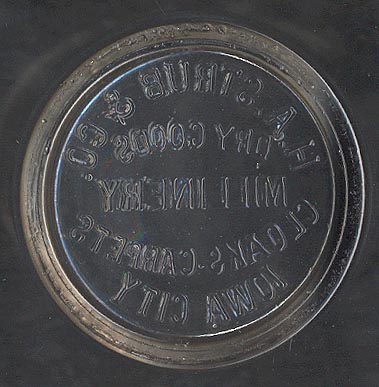 H.A. STRUB & CO.
DRY GOODS
MILLINERY.
CLOAKS-CARPETS.
IOWA CITY